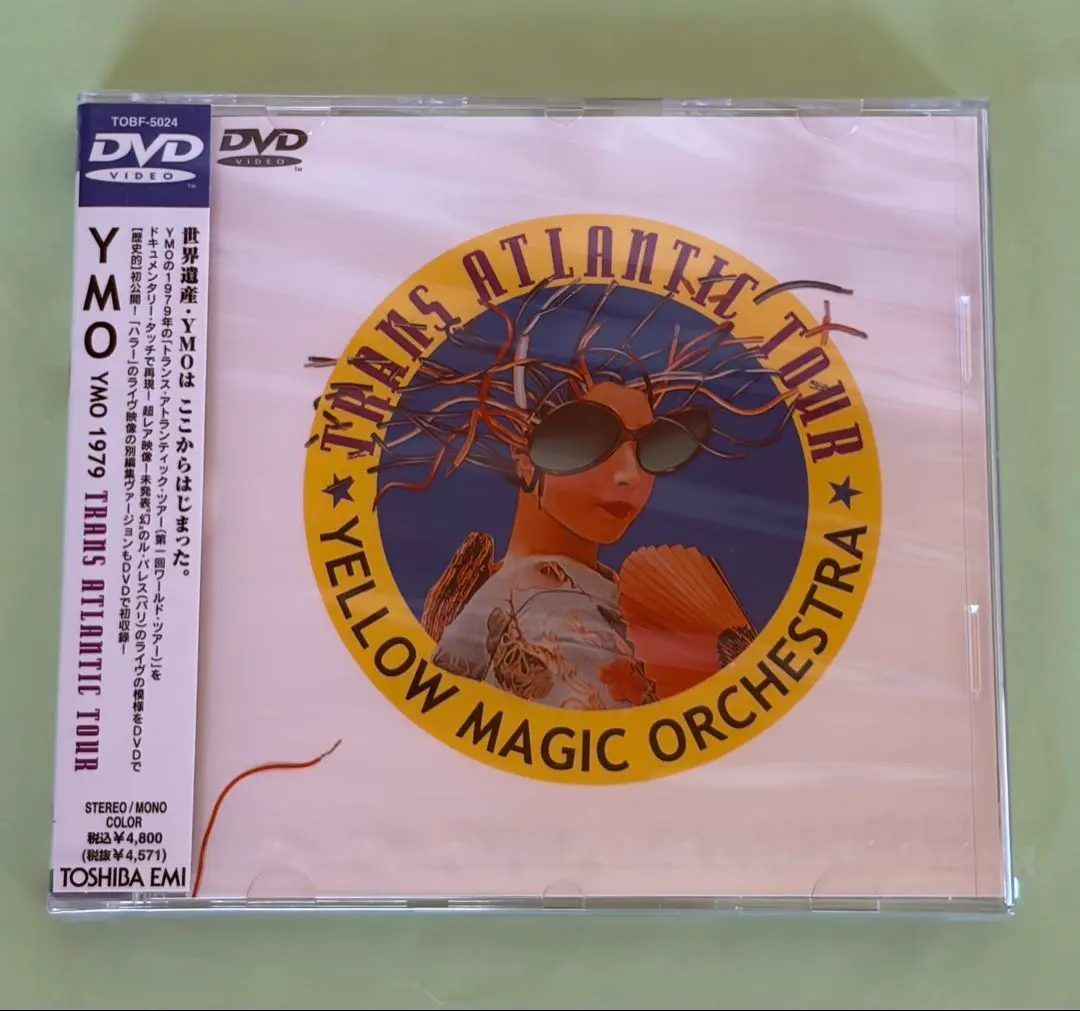 TOBF-5024
DVD
VIDEO
TM
YMO YMO 1979 TRANS ATLANTIC TOUR
世界遺産・YMOは ここからはじまった。
YMOの1979年の「トランス・アトランティック・ツアー(第一回ワールド・ツアー)」を
ドキュメンタリー・タッチで再現! 超レア映像!未発表“幻„のル・パレス(パリ)のライヴの模様をDVDで
[歴史的]初公開! 「ハラー」のライヴ映像の別編集ヴァージョンもDVDで初収録!
STEREO/MONO
COLOR
税込¥4,800
(税抜¥4,571)
TOSHIBA EMI
DVD
VIDEO
TM
TRANS ATLANTIC TOUR
★ YELLOW MAGIC ORCHESTRA ★